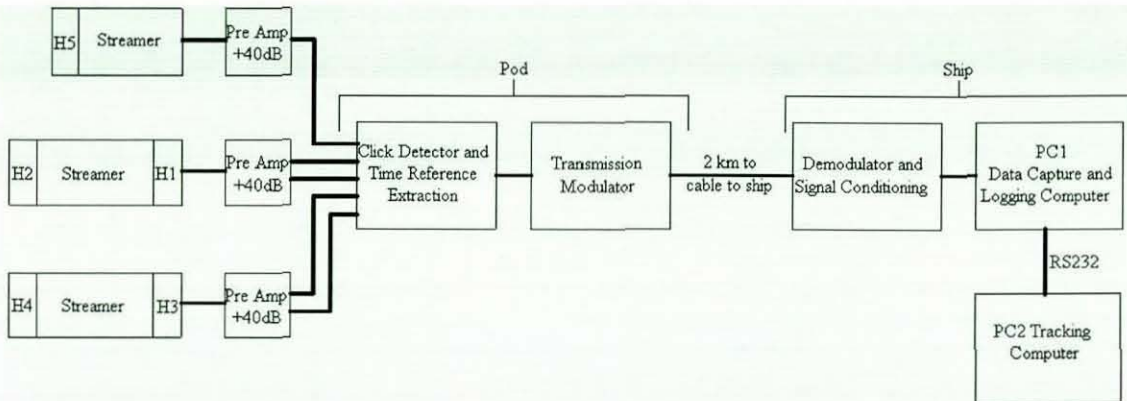 H5
Streamer
Pre Amp
+40dB
Pod
Ship
H2
Streamer
H1
Pre Amp
+40dB
Click Detector and
Time Reference
Extraction
Transmission
Modulator
2 km to
cable to ship
Demodulator and
Signal Conditioning
PC1
Data Capture and
Logging Computer
RS232
H4
Streamer
H3
Pre Amp
+40dB
PC2 Tracking
Computer